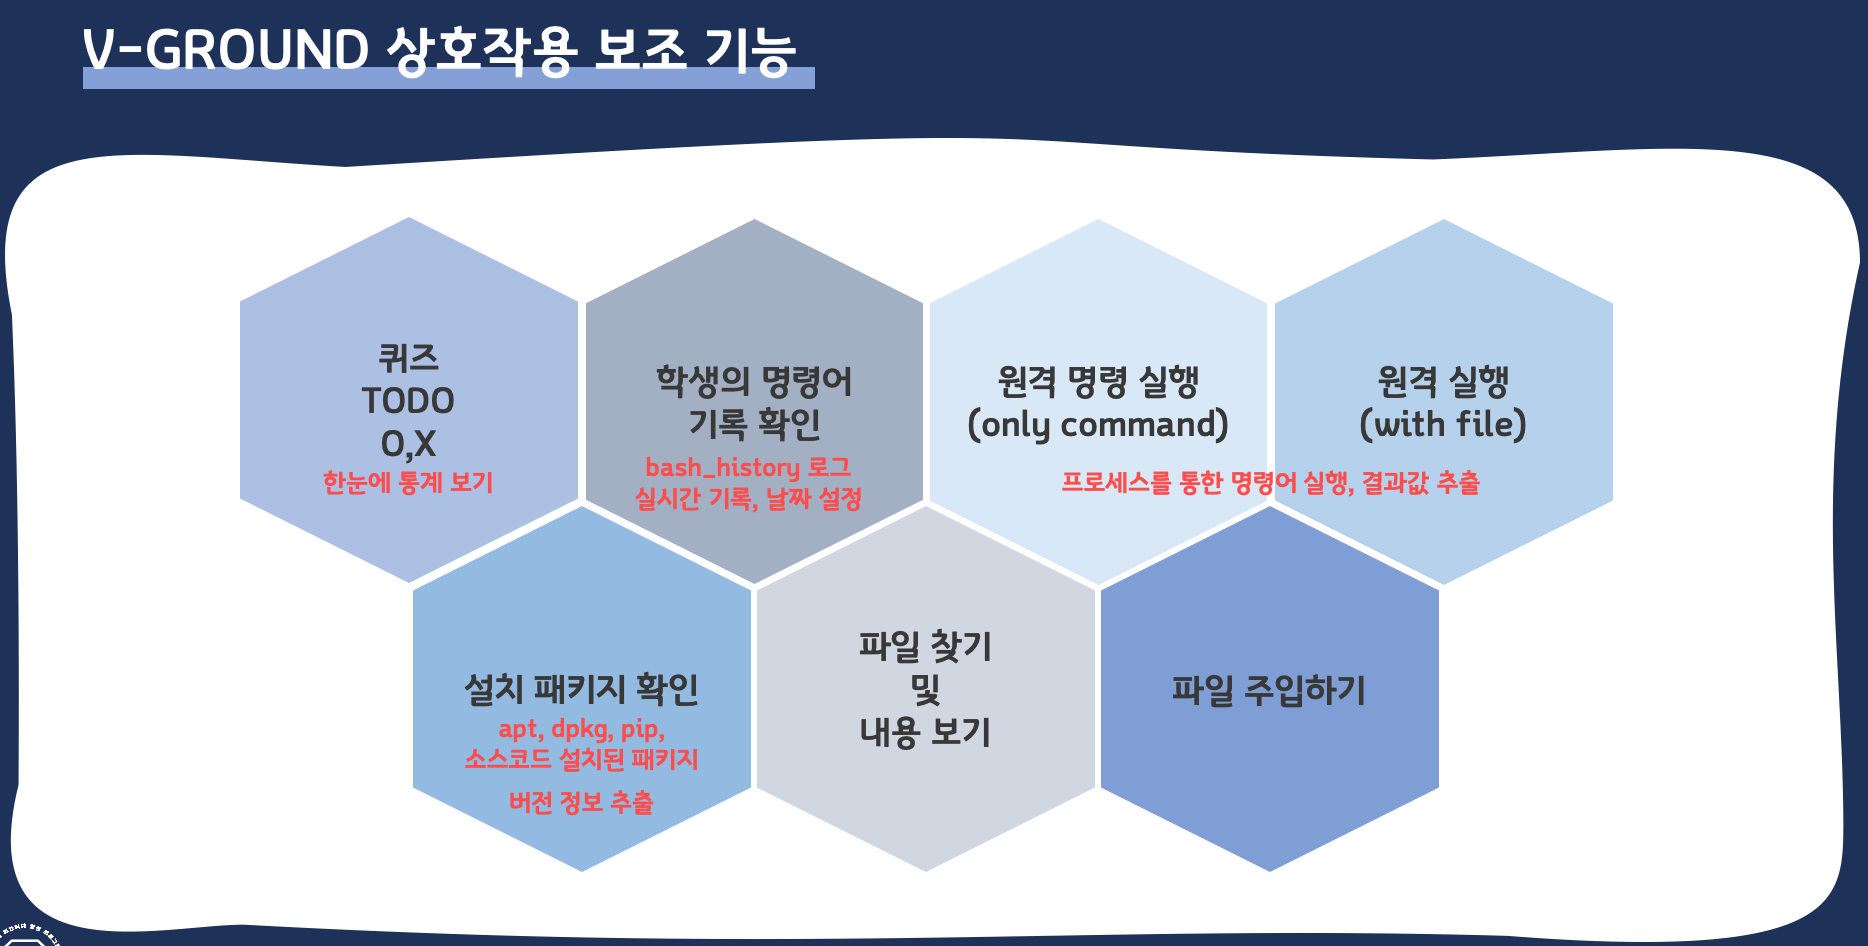 V-GROUND 상호작용 보조 기능
퀴즈
TODO
O,X
한눈에 통계 보기
학생의 명령어
기록 확인
bash_history 로그
실시간 기록, 날짜 설정
원격 명령 실행
(only command)
원격 실행
(with file)
프로세스를 통한 명령어 실행, 결과값 추출
설치 패키지 확인
apt, dpkg, pip,
소스코드 설치된 패키지
버전 정보 추출
파일 찾기
및
내용 보기
파일 주입하기